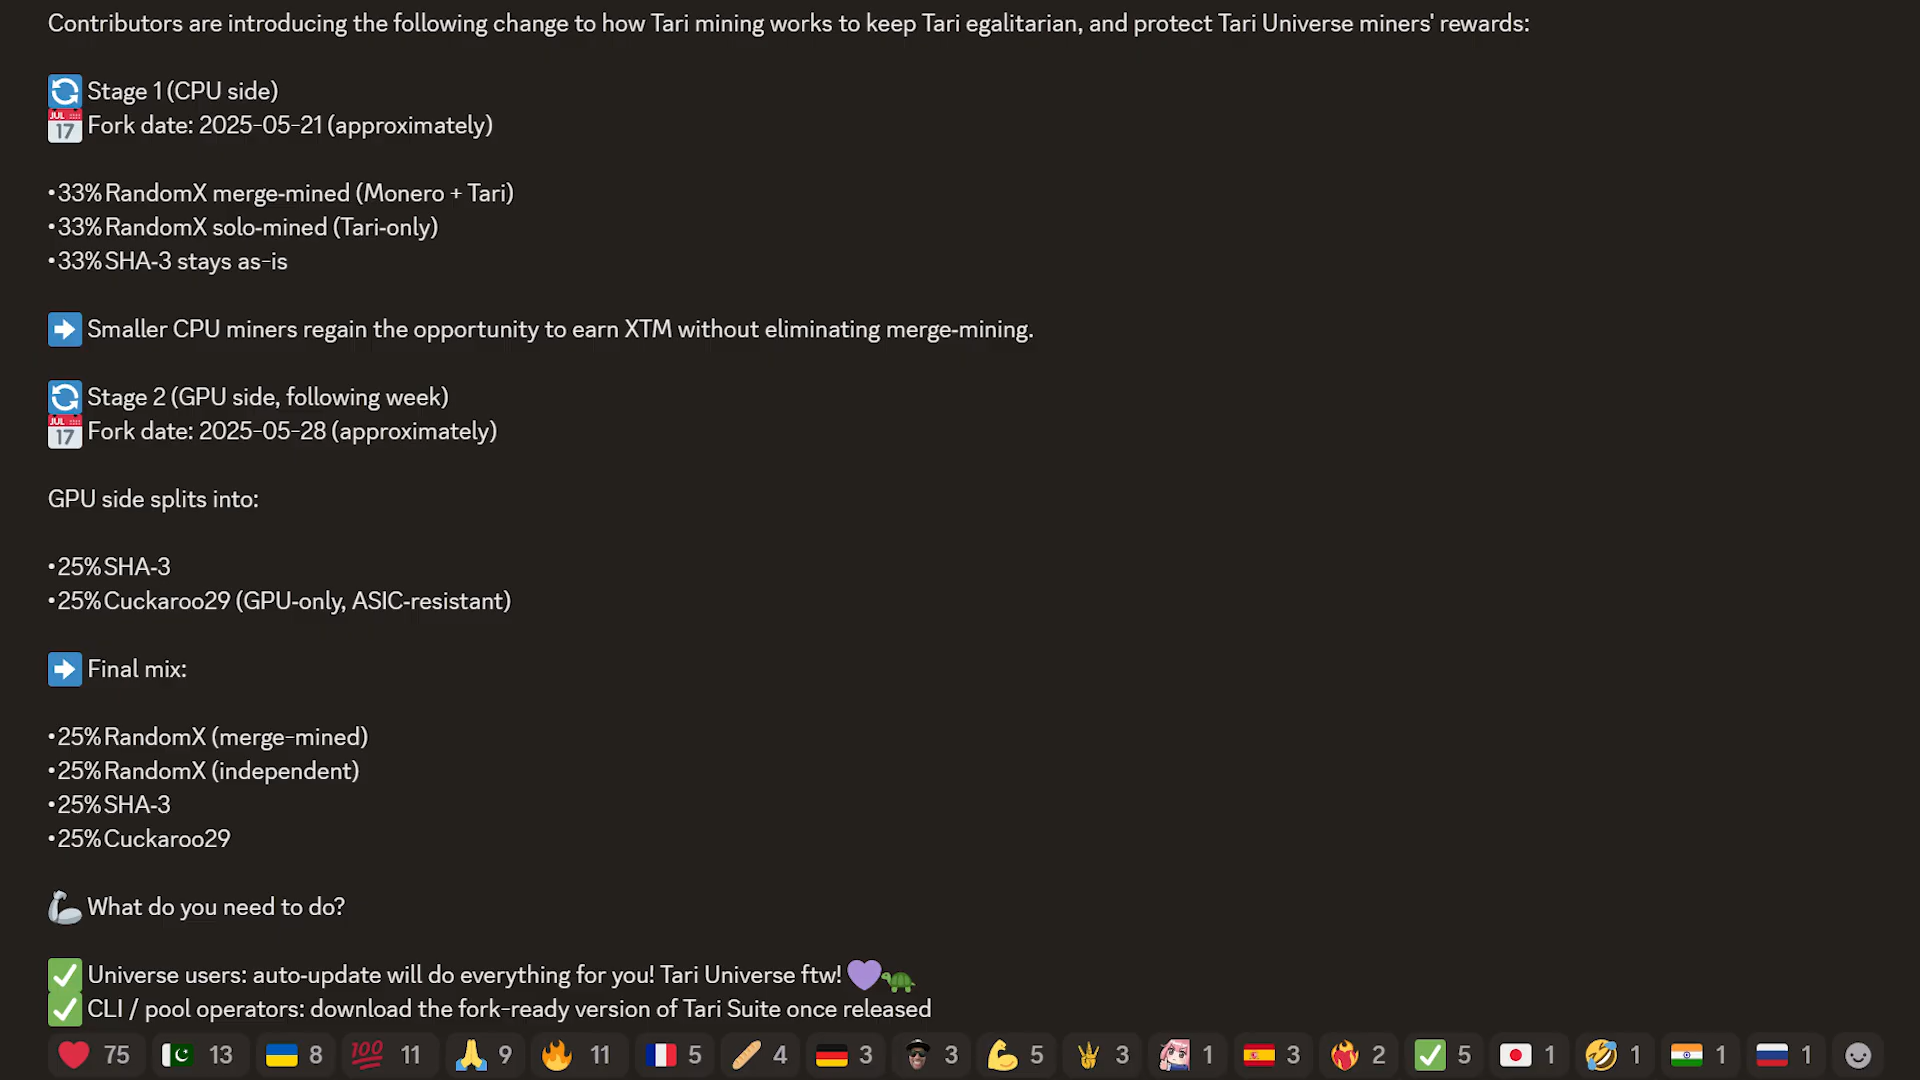 Contributors are introducing the following change to how Tari mining works to keep Tari egalitarian, and protect Tari Universe miners' rewards:
🔄 Stage 1 (CPU side)
📅 Fork date: 2025-05-21 (approximately)
•33% RandomX merge-mined (Monero + Tari)
•33% RandomX solo-mined (Tari-only)
•33% SHA-3 stays as-is
➡️ Smaller CPU miners regain the opportunity to earn XTM without eliminating merge-mining.
🔄 Stage 2 (GPU side, following week)
📅 Fork date: 2025-05-28 (approximately)
GPU side splits into:
•25% SHA-3
•25% Cuckaroo29 (GPU-only, ASIC-resistant)
➡️ Final mix:
•25% RandomX (merge-mined)
•25% RandomX (independent)
•25% SHA-3
•25% Cuckaroo29
🦾 What do you need to do?
✅ Universe users: auto-update will do everything for you! Tari Universe ftw! 💜🐢
✅ CLI / pool operators: download the fork-ready version of Tari Suite once released
❤️ 75 🇵🇰 13 🇺🇦 8 💯 11 🙏 9 🔥 11 🇫🇷 5 🥖 4 🇩🇪 3 3 💪 5 3 1 🇪🇸 3 ❤️‍🔥 2 ✅ 5 🇯🇵 1 🤣 1 🇮🇳 1 🇷🇺 1